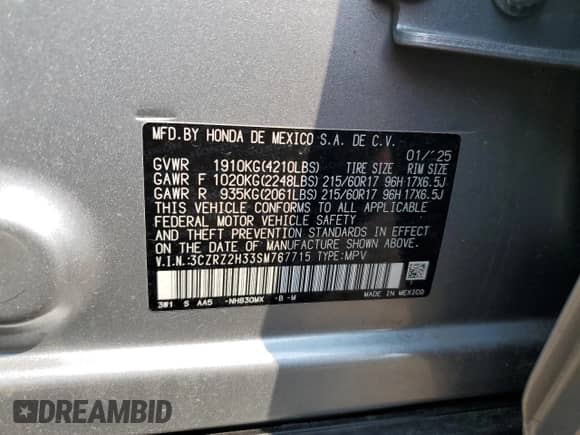 MFD.BY HONDA DE MEXICO S.A. DE C.V.
01/'25
GVWR 1910KG(4210LBS) TIRE SIZE RIM SIZE
GAWR F 1020KG(2248LBS) 215/60R17 96H 17X6.5J
GAWR R 935KG(2061LBS) 215/60R17 96H 17X6.5J
THIS VEHICLE CONFORMS TO ALL APPLICABLE
FEDERAL MOTOR VEHICLE SAFETY
AND THEFT PREVENTION STANDARDS IN EFFECT
ON THE DATE OF MANUFACTURE SHOWN ABOVE.
V.I.N.:3CZRZ2H33SM767715 TYPE:MPV
3W1 S AA5 -NH830MX -B -M MADE IN MEXICO
DREAMBID